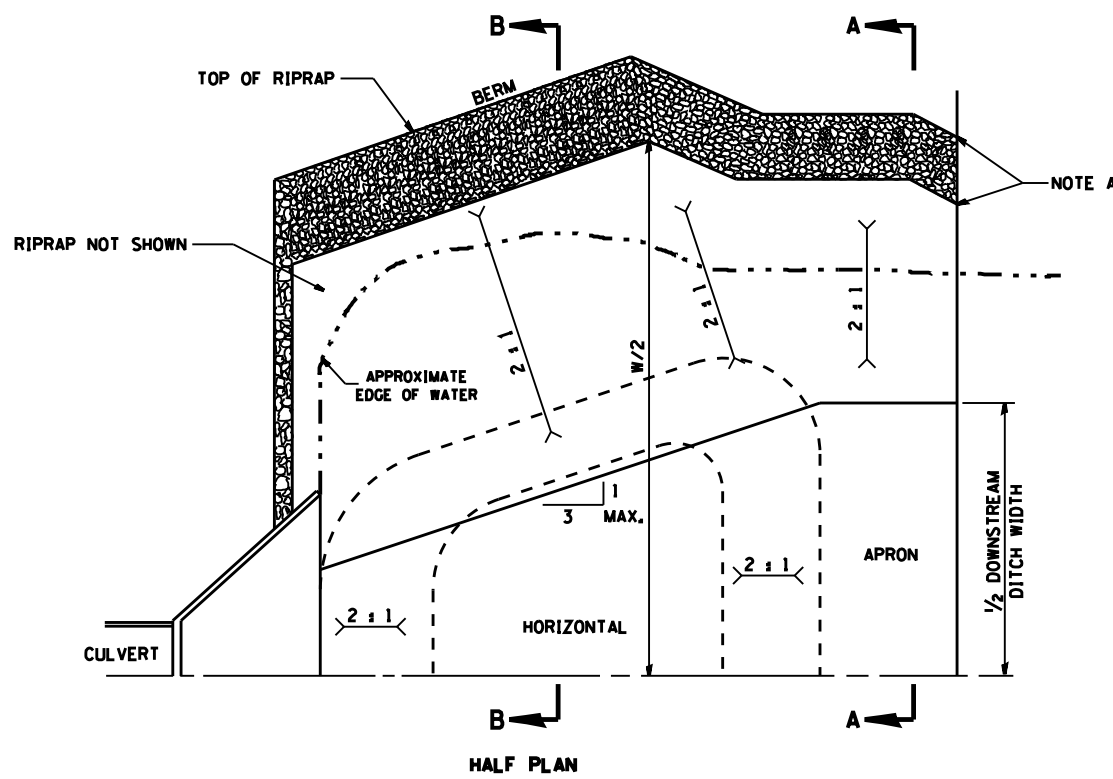 B
A
TOP OF RIPRAP
BERM
NOTE A
RIPRAP NOT SHOWN
2 : 1
2 : 1
2 : 1
W/2
APPROXIMATE
EDGE OF WATER
1
3 MAX.
2 : 1
APRON
1/2 DOWNSTREAM
DITCH WIDTH
2 : 1
HORIZONTAL
CULVERT
B
A
HALF PLAN